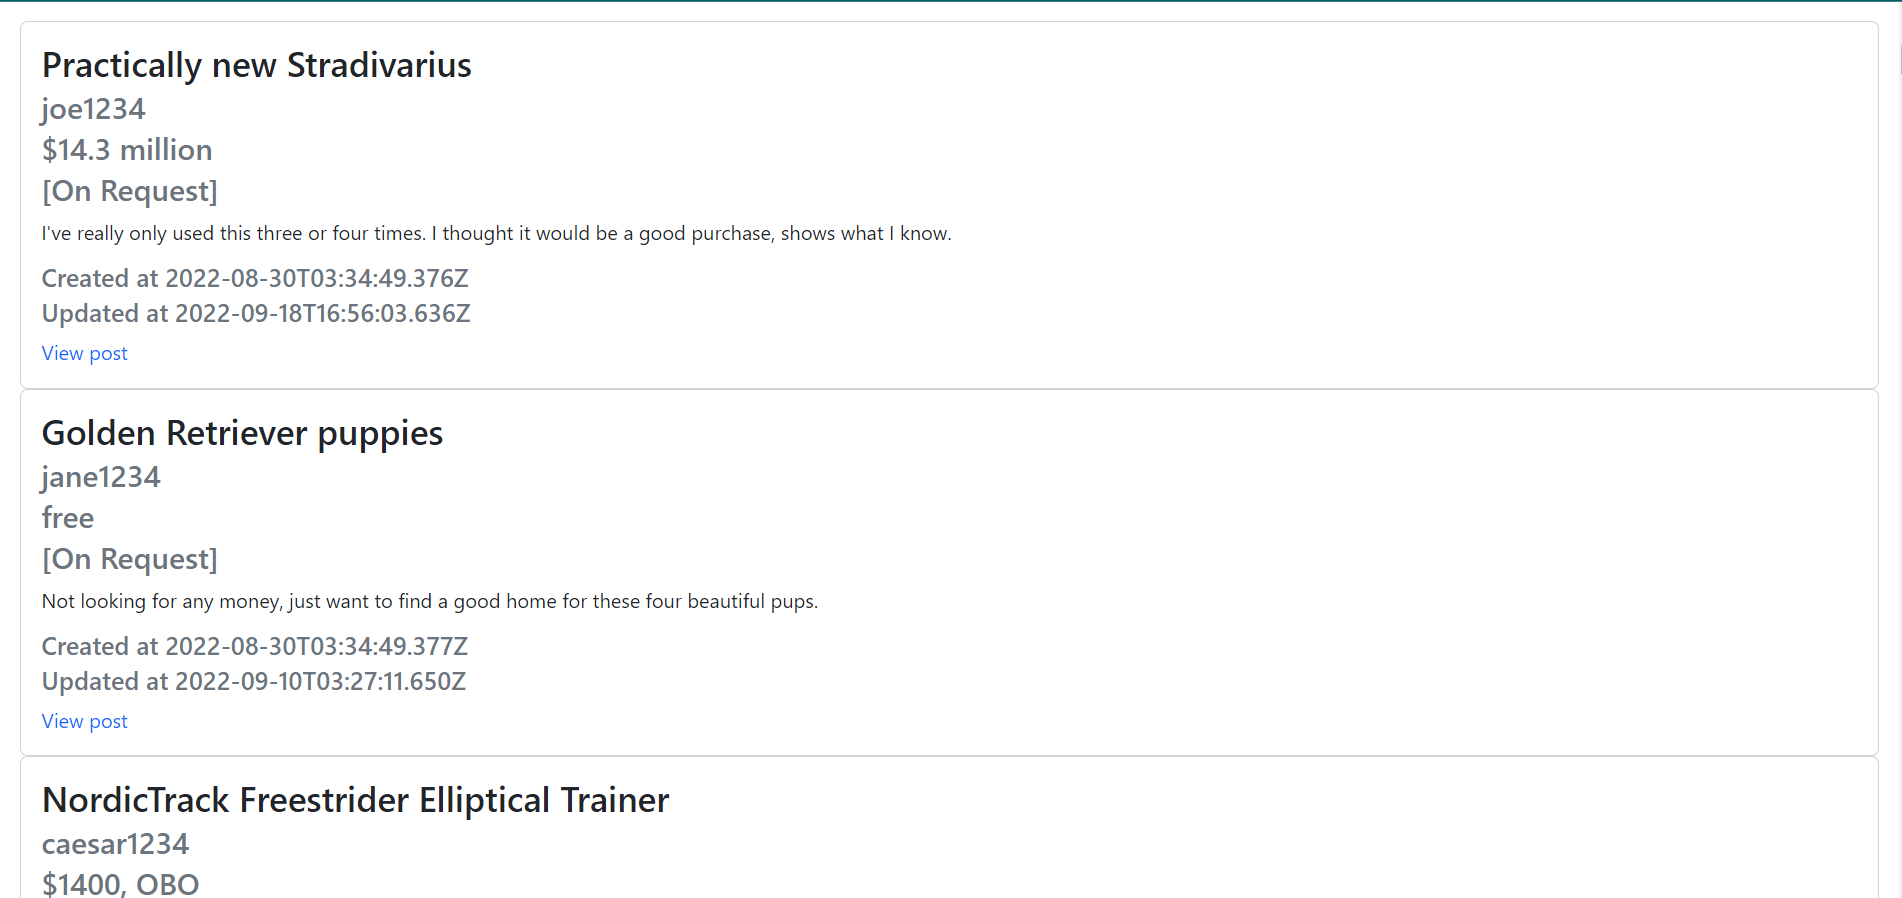 Practically new Stradivarius
joe1234
$14.3 million
[On Request]
I've really only used this three or four times. I thought it would be a good purchase, shows what I know.
Created at 2022-08-30T03:34:49.376Z
Updated at 2022-09-18T16:56:03.636Z
View post
Golden Retriever puppies
jane1234
free
[On Request]
Not looking for any money, just want to find a good home for these four beautiful pups.
Created at 2022-08-30T03:34:49.377Z
Updated at 2022-09-10T03:27:11.650Z
View post
NordicTrack Freestrider Elliptical Trainer
caesar1234
$1400, OBO